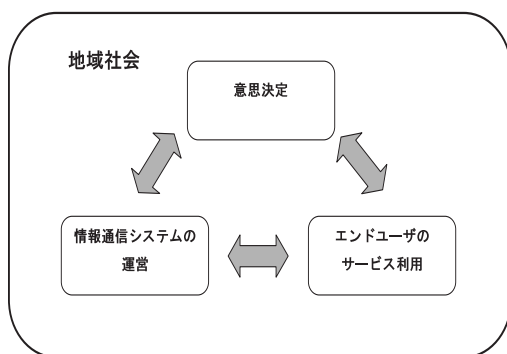 地域社会
意思決定
情報通信システムの
運営
エンドユーザの
サービス利用